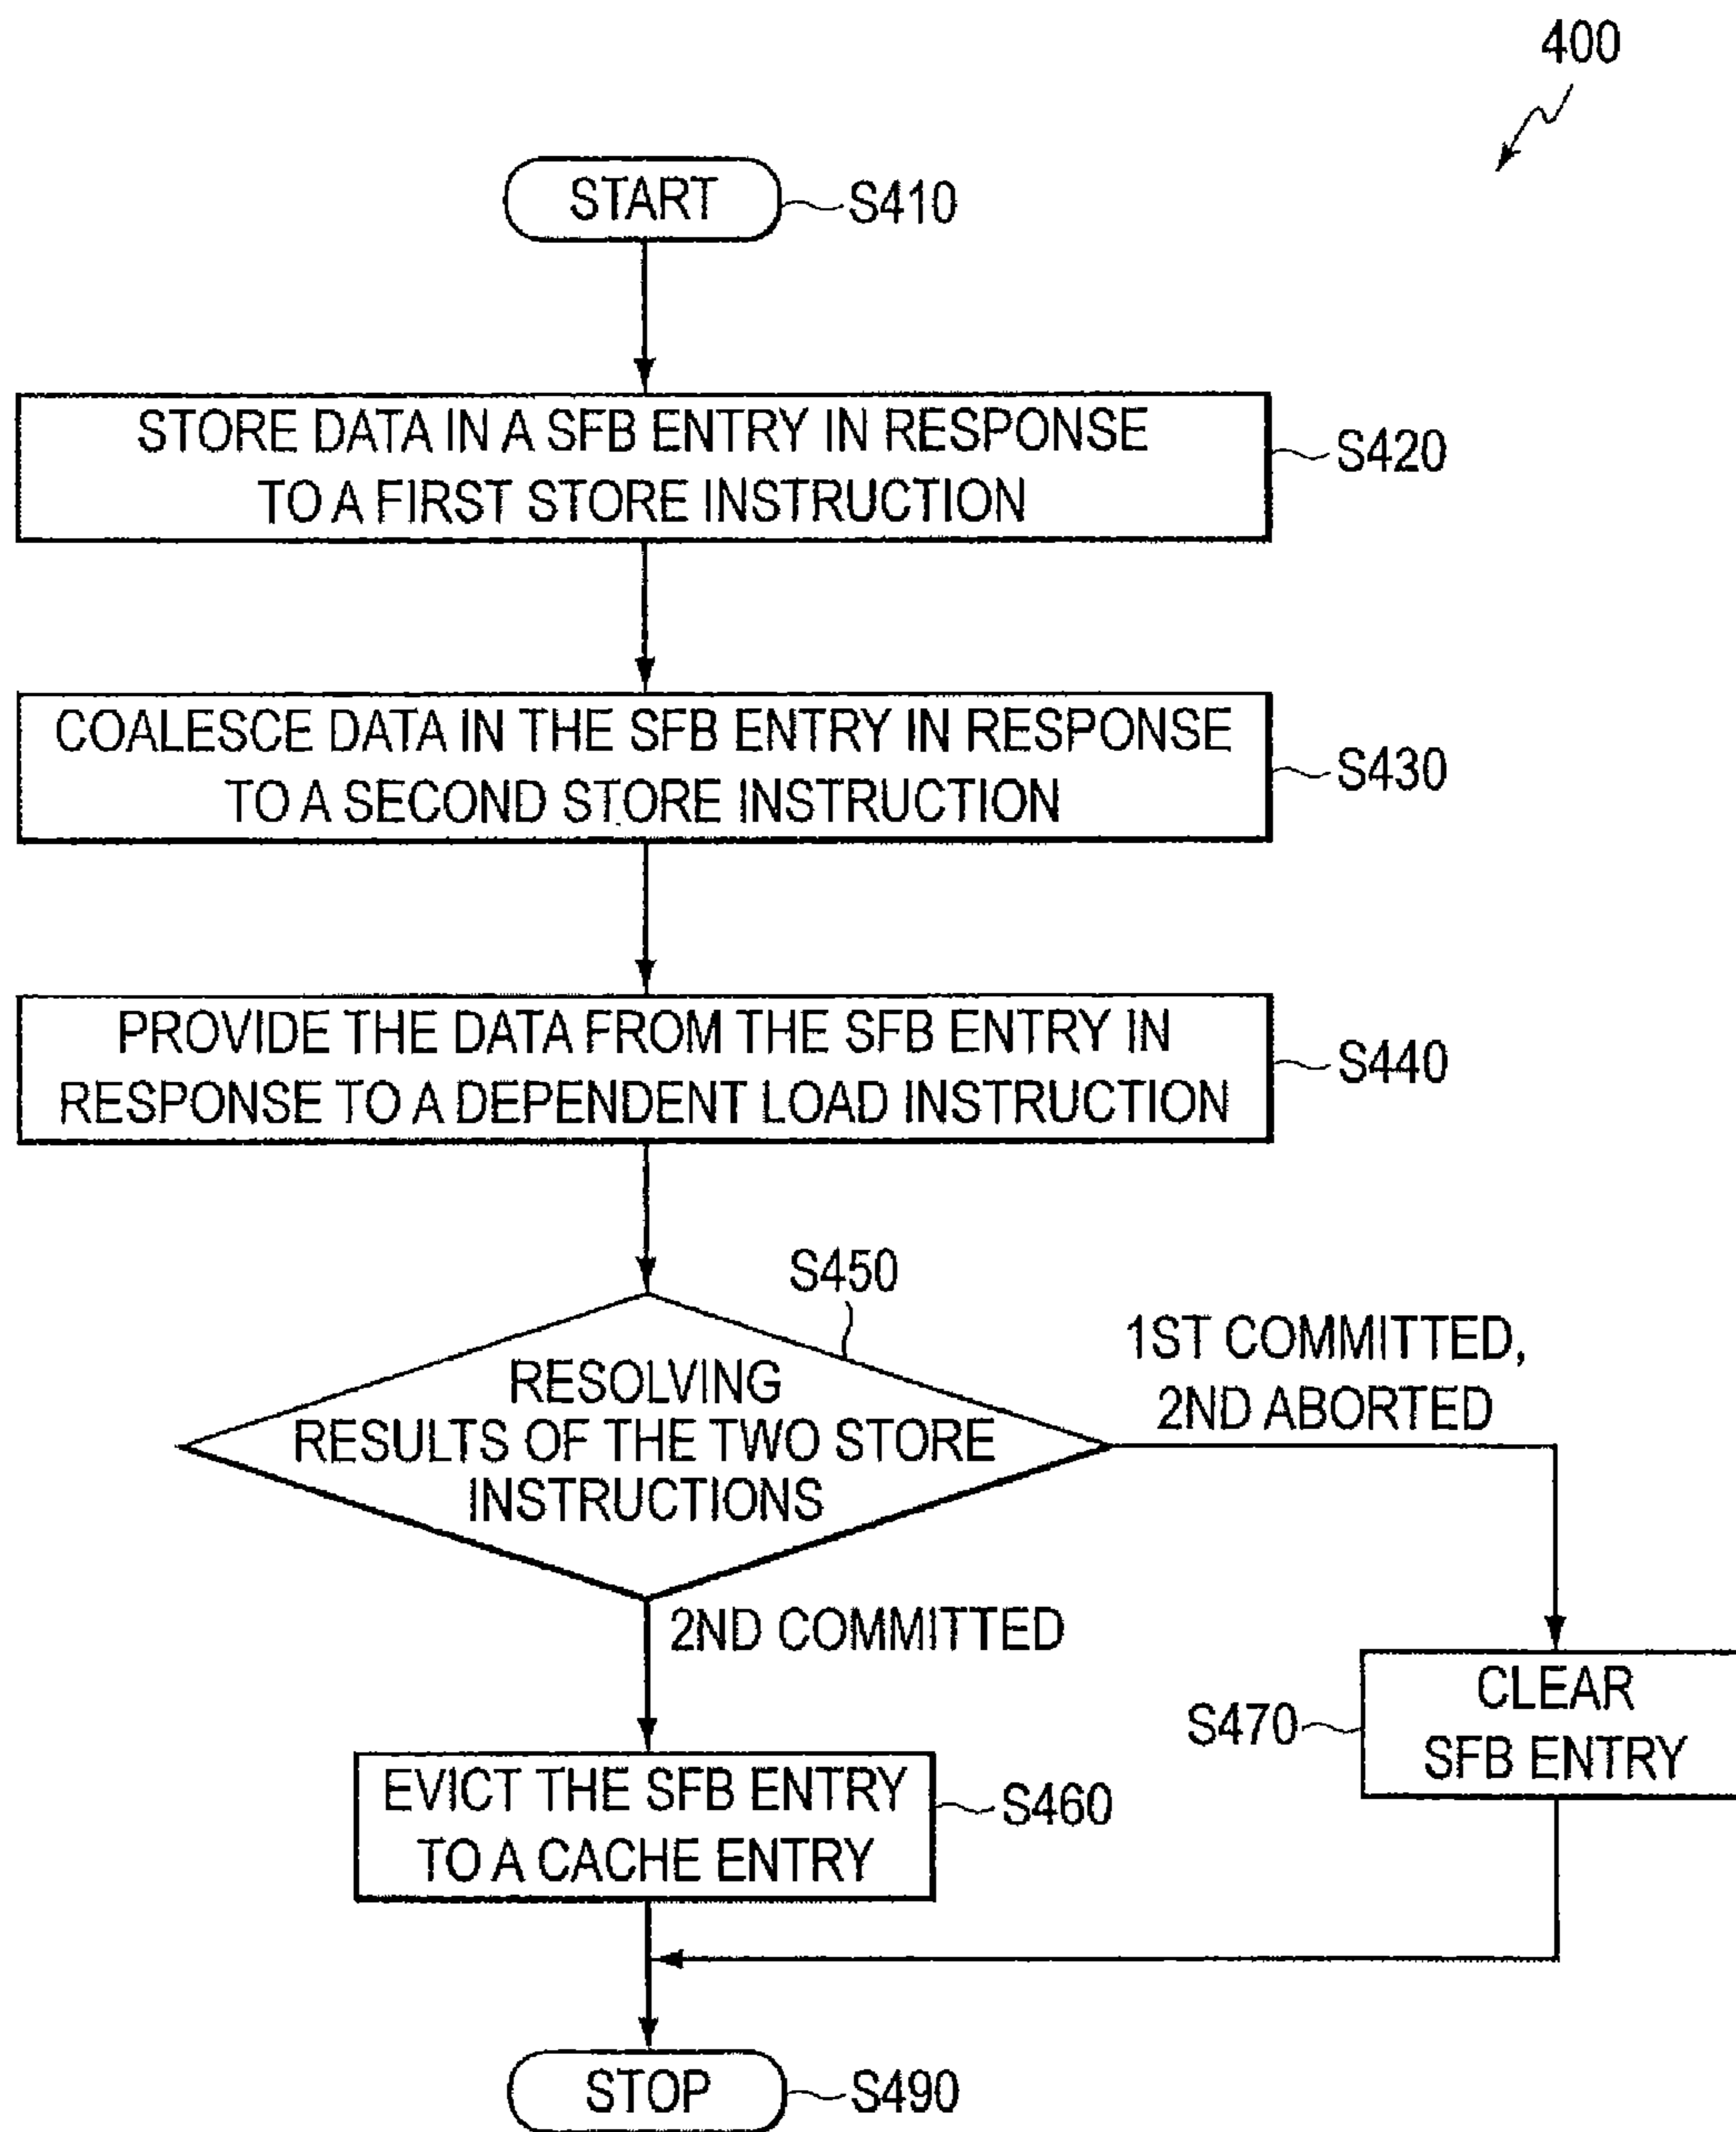 400
START
S410
STORE DATA IN A SFB ENTRY IN RESPONSE
TO A FIRST STORE INSTRUCTION
S420
COALESCE DATA IN THE SFB ENTRY IN RESPONSE
TO A SECOND STORE INSTRUCTION
S430
PROVIDE THE DATA FROM THE SFB ENTRY IN
RESPONSE TO A DEPENDENT LOAD INSTRUCTION
S440
S450
RESOLVING
RESULTS OF THE TWO STORE
INSTRUCTIONS
1ST COMMITTED,
2ND ABORTED
2ND COMMITTED
CLEAR
SFB ENTRY
S470
EVICT THE SFB ENTRY
TO A CACHE ENTRY
S460
STOP
S490